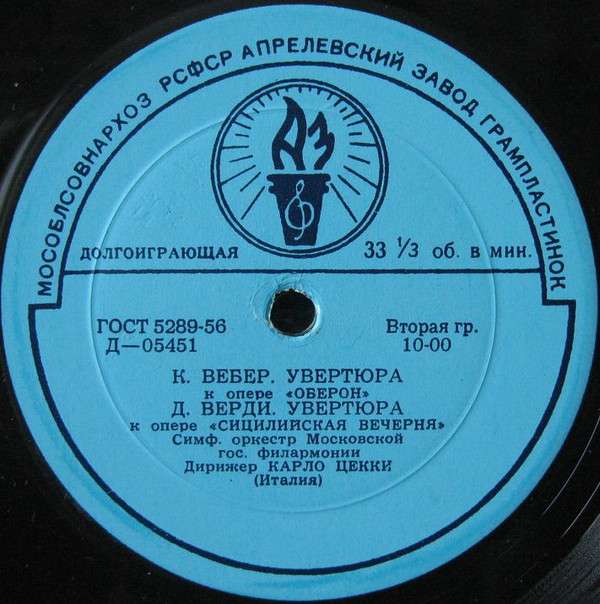 МОСОБЛСОВНАРХОЗ РСФСР АПРЕЛЕВСКИЙ ЗАВОД ГРАМПЛАСТИНОК
АЗ
ДОЛГОИГРАЮЩАЯ 33 1/3 об. в мин.
ГОСТ 5289-56 Вторая гр.
Д—05451 10-00
К. ВЕБЕР. УВЕРТЮРА
к опере «ОБЕРОН»
Д. ВЕРДИ. УВЕРТЮРА
к опере «СИЦИЛИЙСКАЯ ВЕЧЕРНЯ»
Симф. оркестр Московской
гос. филармонии
Дирижер КАРЛО ЦЕККИ
(Италия)